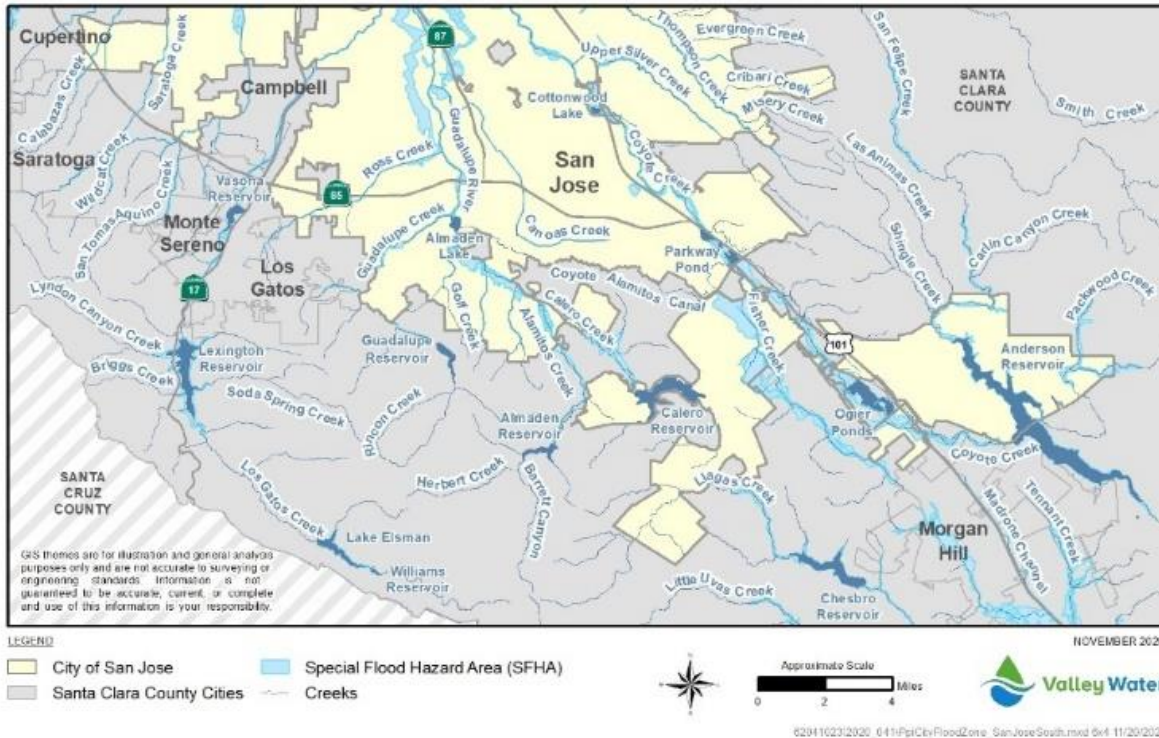 Cupertino
Calabazas Creek
Saratoga Creek
Campbell
87
Thompson Creek
Evergreen Creek
Upper Silver Creek
Cribari Creek
Misery Creek
San Felipe Creek
SANTA
CLARA
COUNTY
Smith Creek
Saratoga
Wildcat Creek
San Tomas Aquino Creek
Vasona
Reservoir
Ross Creek
85
Guadalupe River
Cottonwood
Lake
San
Jose
Coyote Creek
Las Animas Creek
Monte
Sereno
Los
Gatos
17
Guadalupe Creek
Almaden
Lake
Canoas Creek
Parkway
Pond
Shingle Creek
Carlin Canyon Creek
Packwood Creek
Lyndon Canyon Creek
Lexington
Reservoir
Briggs Creek
Guadalupe
Reservoir
Golf Creek
Alamitos Creek
Calero Creek
Coyote Alamitos Canal
Fisher Creek
101
Anderson
Reservoir
Soda Spring Creek
Rincon Creek
Almaden
Reservoir
Calero
Reservoir
Ogier
Ponds
Coyote Creek
SANTA
CRUZ
COUNTY
Los Gatos Creek
Herbert Creek
Barrett Canyon
Llagas Creek
Madrone Channel
Tennant Creek
Morgan
Hill
Lake Elsman
Williams
Reservoir
Little Uvas Creek
Chesbro
Reservoir
GIS themes are for illustration and general analysis
purposes only and are not accurate to surveying or
engineering standards. Information is not
guaranteed to be accurate, current, or complete
and use of this information is your responsibility.
LEGEND
City of San Jose
Santa Clara County Cities
Special Flood Hazard Area (SFHA)
Creeks
Approximate Scale
0 2 4
Miles
NOVEMBER 202
Valley Water